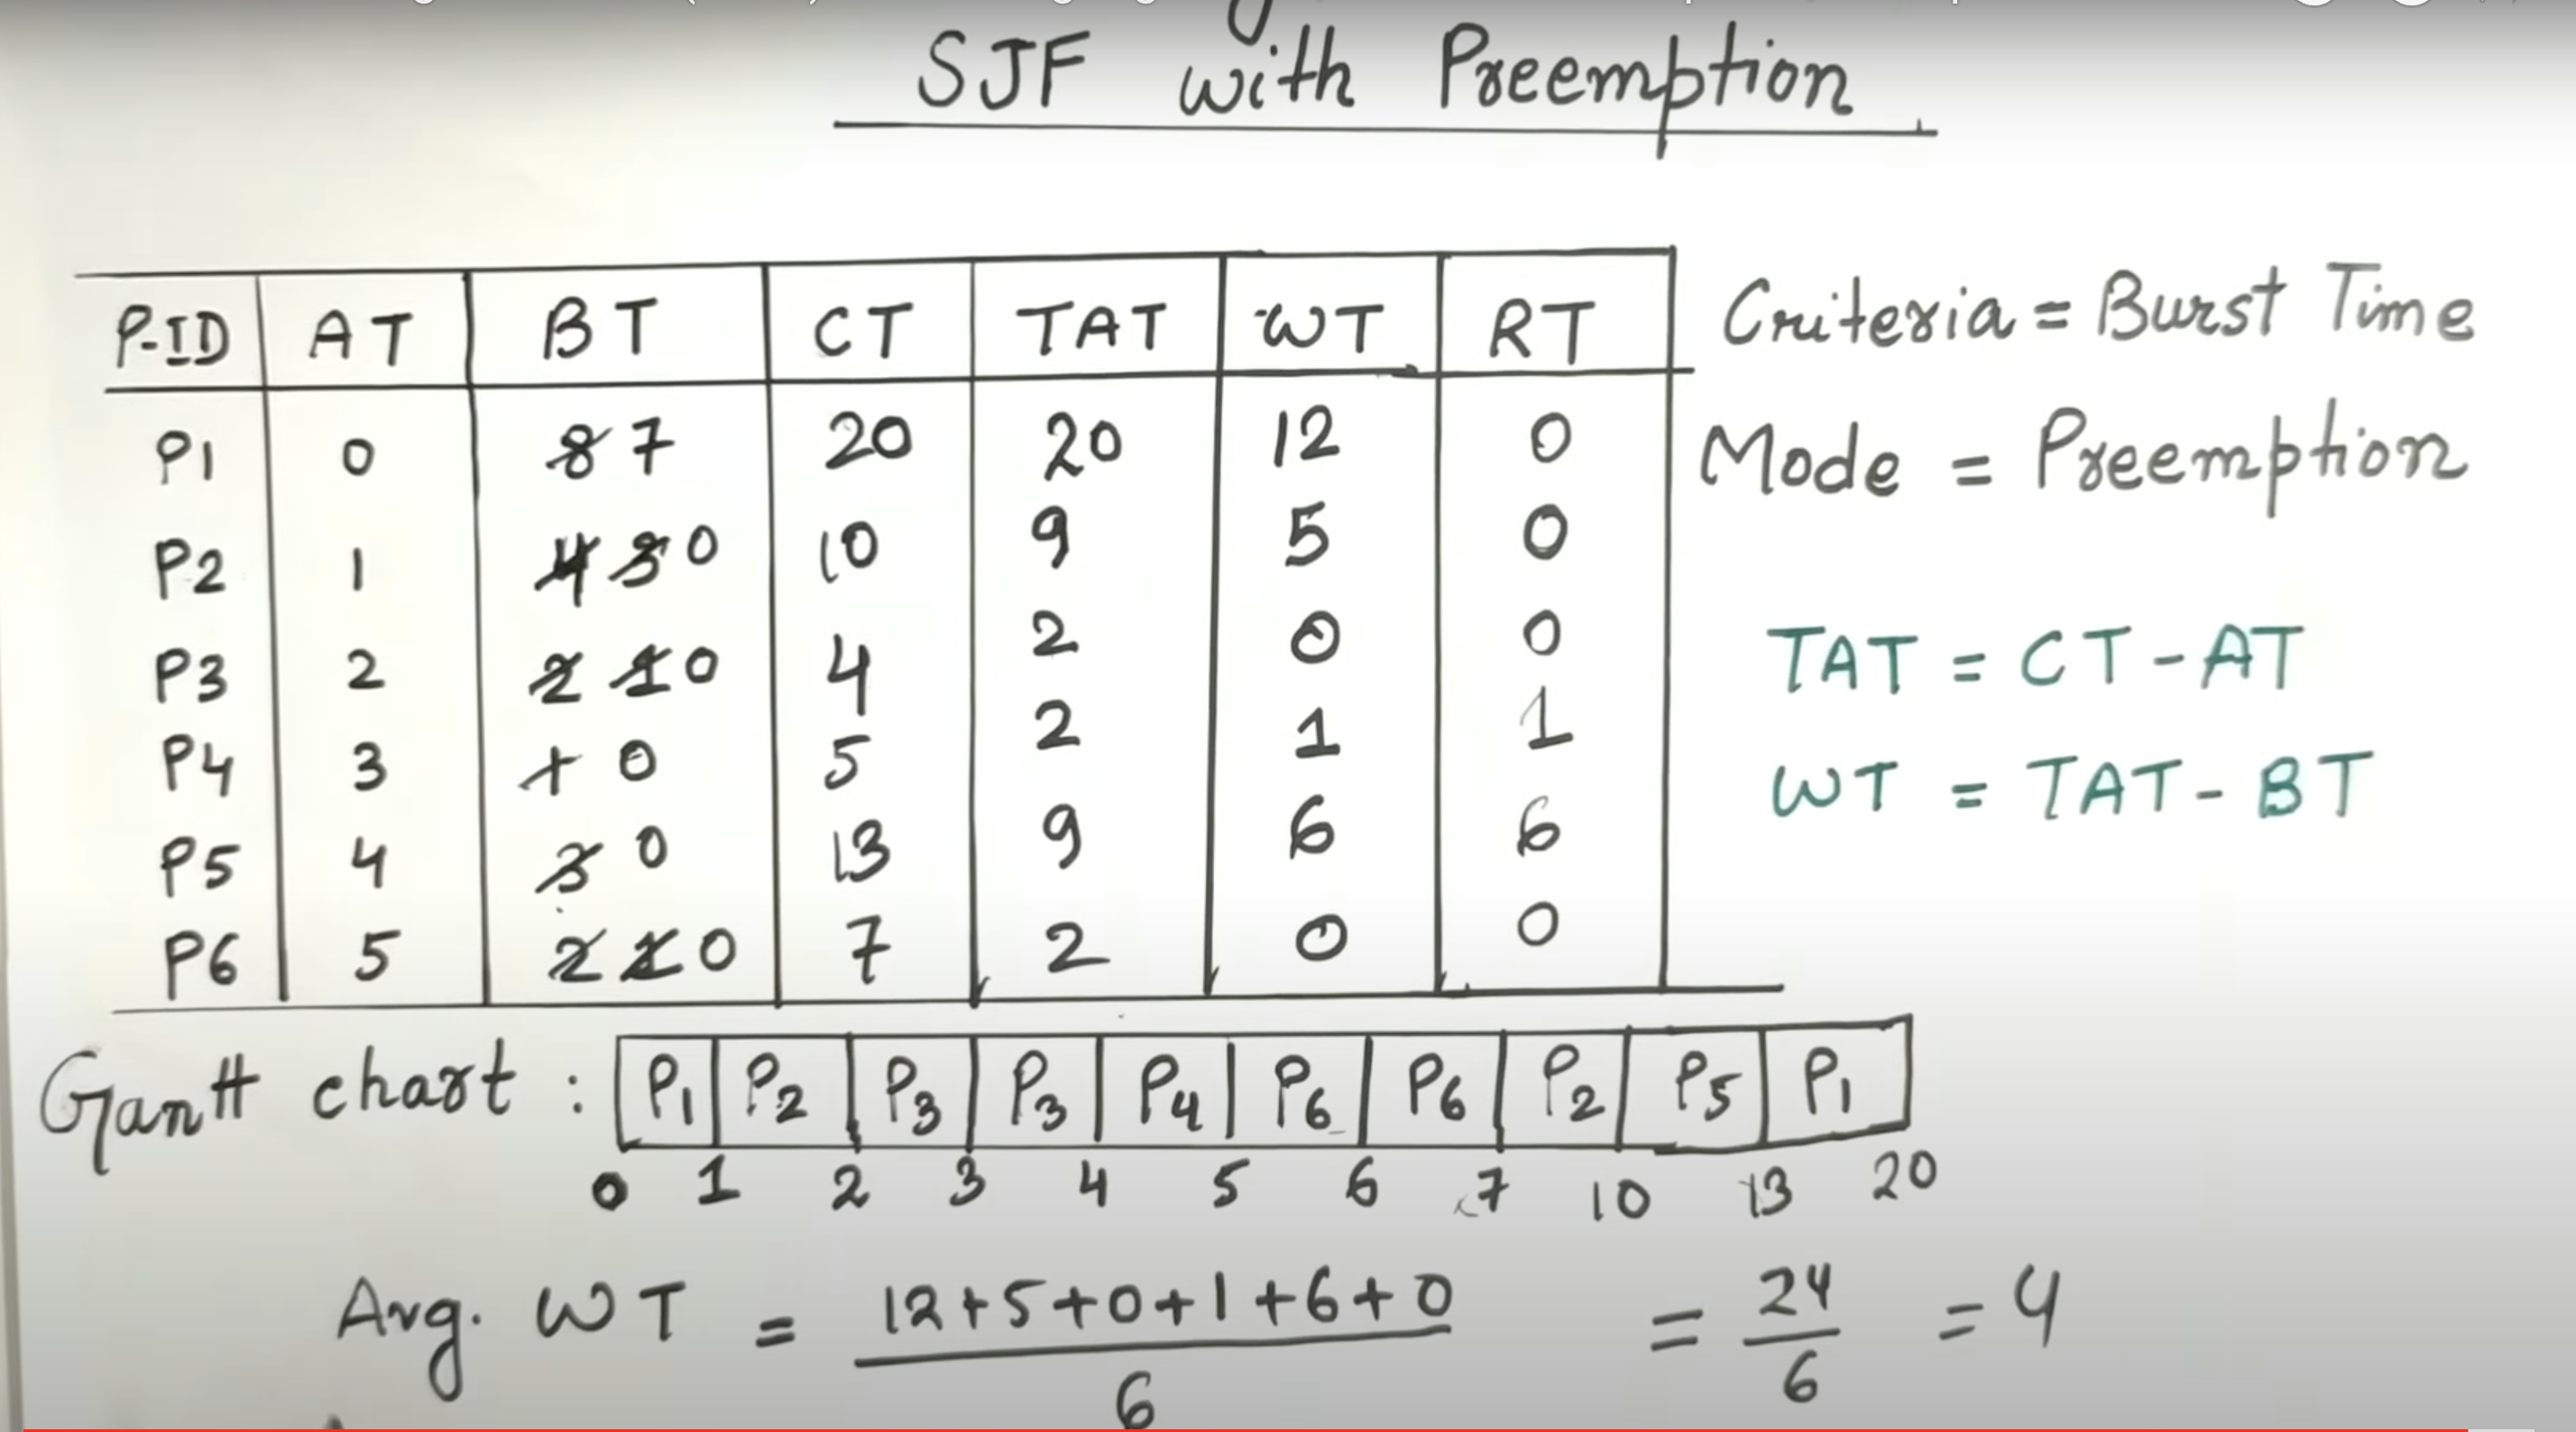 SJF with Preemption
P-ID AT BT CT TAT WT RT
P1 0 8 7 20 20 12 0
P2 1 4 3 0 10 9 5 0
P3 2 2 1 0 4 2 0 0
P4 3 1 0 5 2 1 1
P5 4 3 0 13 9 6 6
P6 5 2 1 0 7 2 0 0
Criteria = Burst Time
Mode = Preemption
TAT = CT - AT
WT = TAT - BT
Gantt chart : P1 P2 P3 P3 P4 P6 P6 P2 P5 P1
0 1 2 3 4 5 6 7 10 13 20
Avg. WT = 12+5+0+1+6+0 / 6 = 24 / 6 = 4